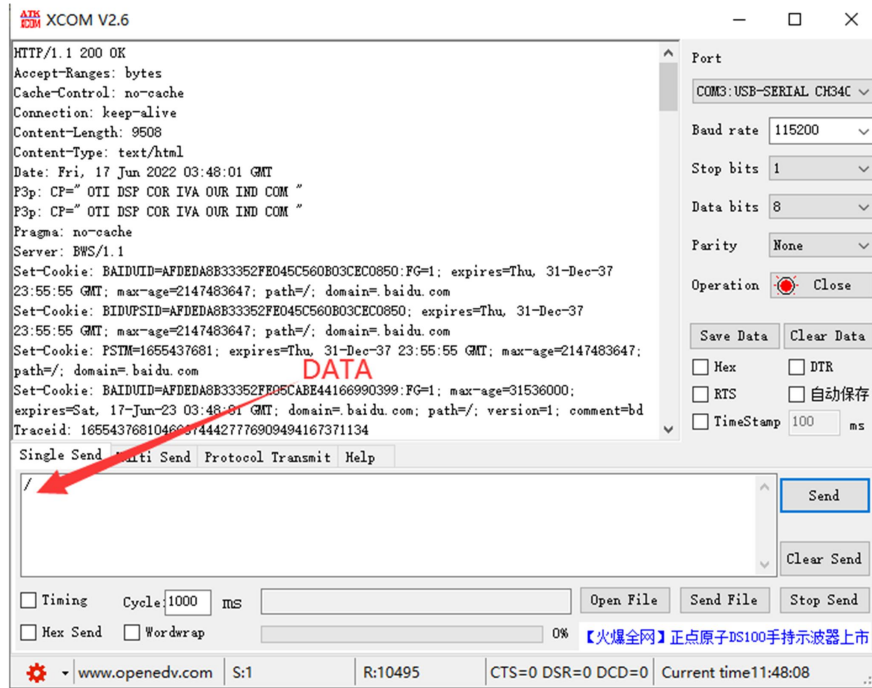 ATK XCOM XCOM V2.6
HTTP/1.1 200 OK
Accept-Ranges: bytes
Cache-Control: no-cache
Connection: keep-alive
Content-Length: 9508
Content-Type: text/html
Date: Fri, 17 Jun 2022 03:48:01 GMT
P3p: CP=" OTI DSP COR IVA OUR IND COM "
P3p: CP=" OTI DSP COR IVA OUR IND COM "
Pragma: no-cache
Server: BWS/1.1
Set-Cookie: BAIDUID=AFDEDA8B33352FE045C560B03CEC0850:FG=1; expires=Thu, 31-Dec-37
23:55:55 GMT; max-age=2147483647; path=/; domain=.baidu.com
Set-Cookie: BIDUPSID=AFDEDA8B33352FE045C560B03CEC0850; expires=Thu, 31-Dec-37
23:55:55 GMT; max-age=2147483647; path=/; domain=.baidu.com
Set-Cookie: PSTM=1655437681; expires=Thu, 31-Dec-37 23:55:55 GMT; max-age=2147483647;
path=/; domain=.baidu.com
DATA
Set-Cookie: max-age=31536000;
expires=Sat, 17-Jun-23 GMT; domain=.baidu.com; path=/; version=1; comment=bd
Traceid:
Port
COM3:USB-SERIAL CH34C
Baud rate 115200
Stop bits 1
Data bits 8
Parity None
Operation Close
Save Data Clear Data
Hex DTR
RTS 自动保存
TimeStamp 100 ms
Single Send Multi Send Protocol Transmit Help
/
Send
Clear Send
Timing Cycle: 1000 ms Open File Send File Stop Send
Hex Send Wordwrap 0% 【火爆全网】正点原子DS100手持示波器上市
www.openedv.com S:1 R:10495 CTS=0 DSR=0 DCD=0 Current time11:48:08